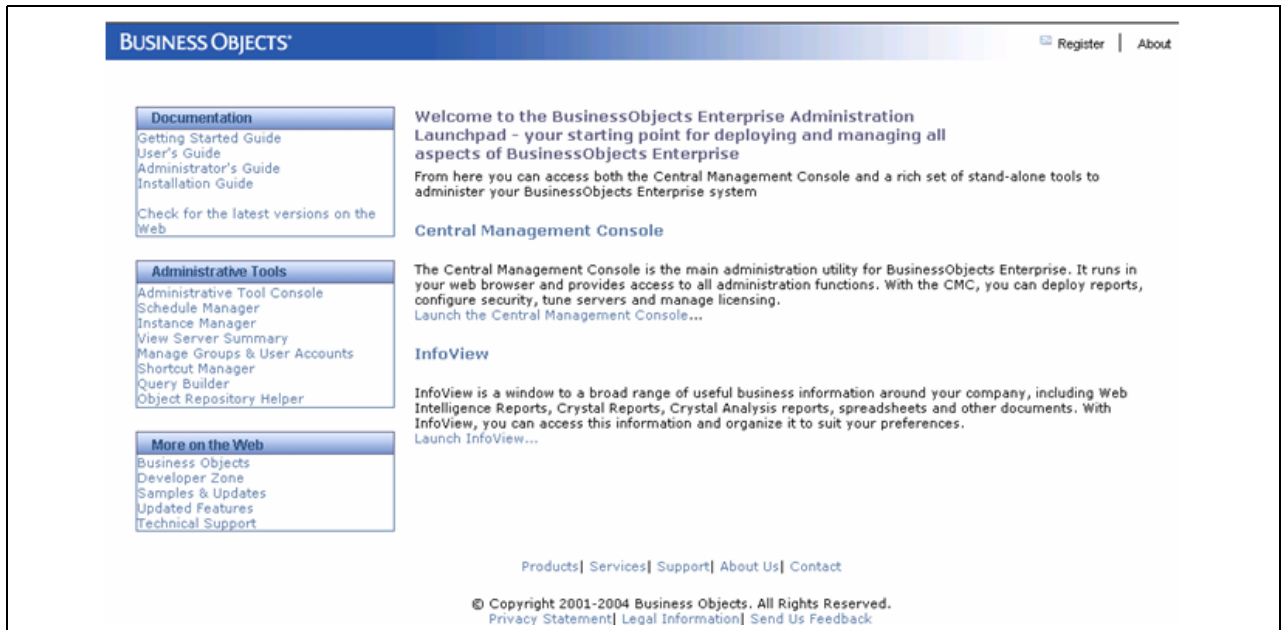 BUSINESS OBJECTS
Register | About
Documentation
Getting Started Guide
User's Guide
Administrator's Guide
Installation Guide
Check for the latest versions on the
Web
Administrative Tools
Administrative Tool Console
Schedule Manager
Instance Manager
View Server Summary
Manage Groups & User Accounts
Shortcut Manager
Query Builder
Object Repository Helper
More on the Web
Business Objects
Developer Zone
Samples & Updates
Updated Features
Technical Support
Welcome to the BusinessObjects Enterprise Administration
Launchpad - your starting point for deploying and managing all
aspects of BusinessObjects Enterprise
From here you can access both the Central Management Console and a rich set of stand-alone tools to
administer your BusinessObjects Enterprise system
Central Management Console
The Central Management Console is the main administration utility for BusinessObjects Enterprise. It runs in
your web browser and provides access to all administration functions. With the CMC, you can deploy reports,
configure security, tune servers and manage licensing.
Launch the Central Management Console...
InfoView
InfoView is a window to a broad range of useful business information around your company, including Web
Intelligence Reports, Crystal Reports, Crystal Analysis reports, spreadsheets and other documents. With
InfoView, you can access this information and organize it to suit your preferences.
Launch InfoView...
Products| Services| Support| About Us| Contact
© Copyright 2001-2004 Business Objects. All Rights Reserved.
Privacy Statement| Legal Information| Send Us Feedback